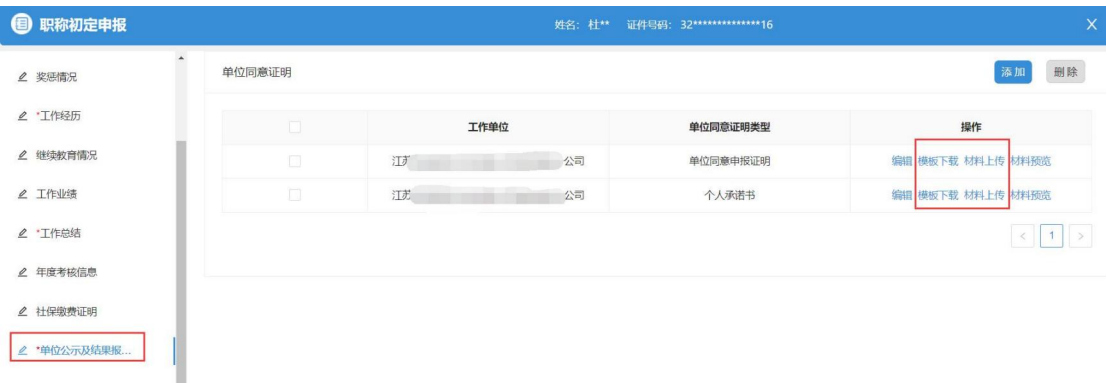 职称初定申报
姓名：杜** 证件号码：32**************16 X
奖惩情况
*工作经历
继续教育情况
工作业绩
*工作总结
年度考核信息
社保缴费证明
*单位公示及结果报...
单位同意证明 添加 删除
工作单位 单位同意证明类型 操作
江苏 公司 单位同意申报证明 编辑 模板下载 材料上传 材料预览
江苏 公司 个人承诺书 编辑 模板下载 材料上传 材料预览
< 1 >